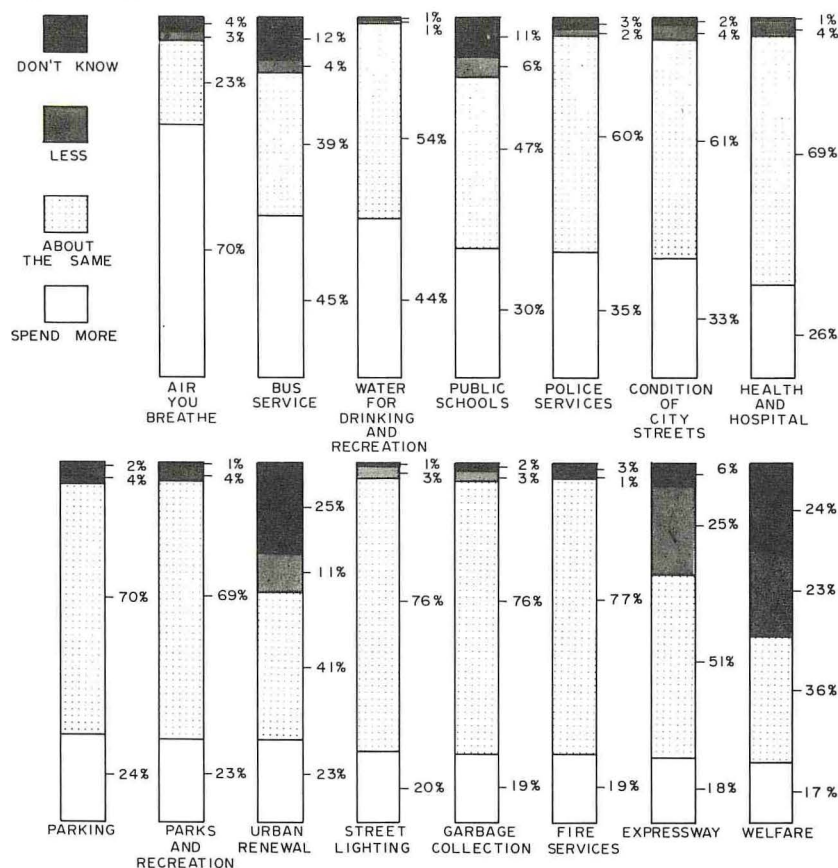 DON'T KNOW
LESS
ABOUT
THE SAME
SPEND MORE
4%
3%
23%
70%
AIR
YOU
BREATHE
12%
4%
39%
45%
BUS
SERVICE
1%
1%
54%
44%
WATER
FOR
DRINKING
AND
RECREATION
11%
6%
47%
30%
PUBLIC
SCHOOLS
3%
2%
60%
35%
POLICE
SERVICES
2%
4%
61%
33%
CONDITION
OF
CITY
STREETS
1%
4%
69%
26%
HEALTH
AND
HOSPITAL
2%
4%
70%
24%
PARKING
1%
4%
69%
23%
PARKS
AND
RECREATION
25%
11%
41%
23%
URBAN
RENEWAL
1%
3%
76%
20%
STREET
LIGHTING
2%
3%
76%
19%
GARBAGE
COLLECTION
3%
1%
77%
19%
FIRE
SERVICES
6%
25%
51%
18%
EXPRESSWAY
24%
23%
36%
17%
WELFARE